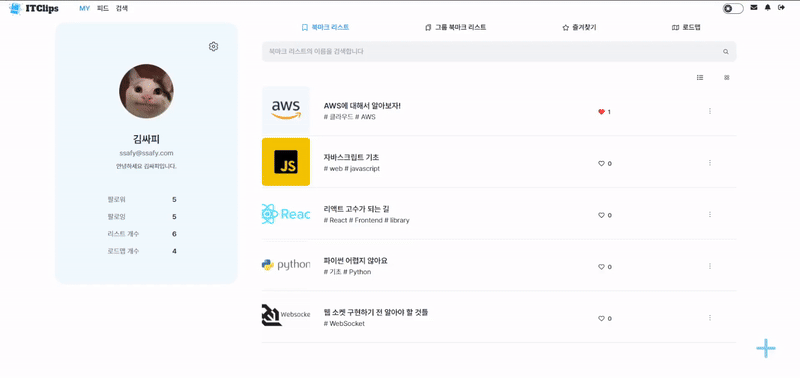 ITClips
MY 피드 검색
북마크 리스트 그룹 북마크 리스트 즐겨찾기 로드맵
북마크 리스트의 이름을 검색합니다
김싸피
ssafy@ssafy.com
안녕하세요 김싸피입니다.
팔로워 5
팔로잉 5
리스트 개수 6
로드맵 개수 4
aws
AWS에 대해서 알아보자!
# 클라우드 # AWS
1
JS
자바스크립트 기초
# web # javascript
0
Reac
리액트 고수가 되는 길
# React # Frontend # library
0
python
파이썬 어렵지 않아요
# 기초 # Python
0
Websocke
웹 소켓 구현하기 전 알아야 할 것들
# WebSocket
0